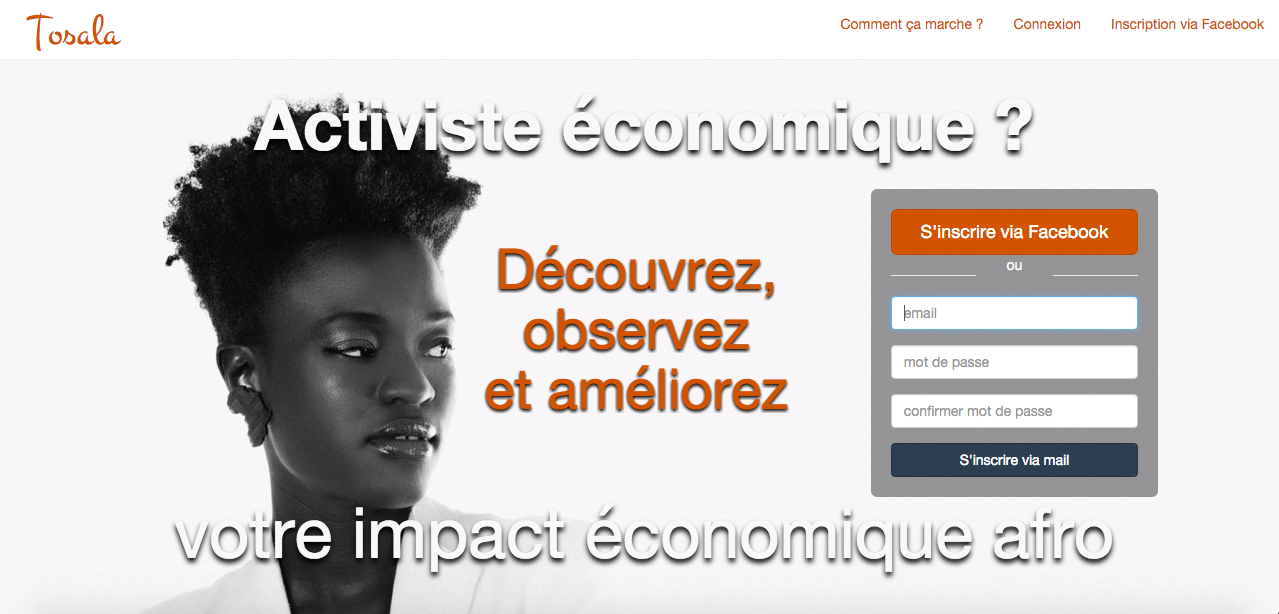 Tosala
Comment ça marche ?
Connexion
Inscription via Facebook
Activiste économique ?
Découvrez,
observez
et améliorez
S'inscrire via Facebook
ou
email
mot de passe
confirmer mot de passe
S'inscrire via mail
votre impact économique afro